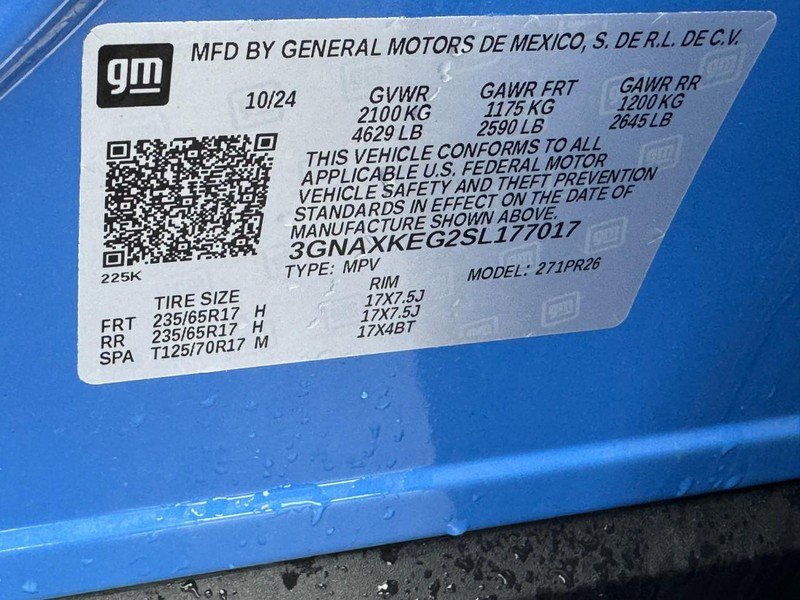 gm
MFD BY GENERAL MOTORS DE MEXICO, S. DE R.L. DE C.V.
10/24 GVWR GAWR FRT GAWR RR
2100 KG 1175 KG 1200 KG
4629 LB 2590 LB 2645 LB
THIS VEHICLE CONFORMS TO ALL
APPLICABLE U.S. FEDERAL MOTOR
VEHICLE SAFETY AND THEFT PREVENTION
STANDARDS IN EFFECT ON THE DATE OF
MANUFACTURE SHOWN ABOVE.
3GNAXKEG2SL177017
225K
TYPE: MPV MODEL: 271PR26
TIRE SIZE RIM
FRT 235/65R17 H 17X7.5J
RR 235/65R17 H 17X7.5J
SPA T125/70R17 M 17X4BT